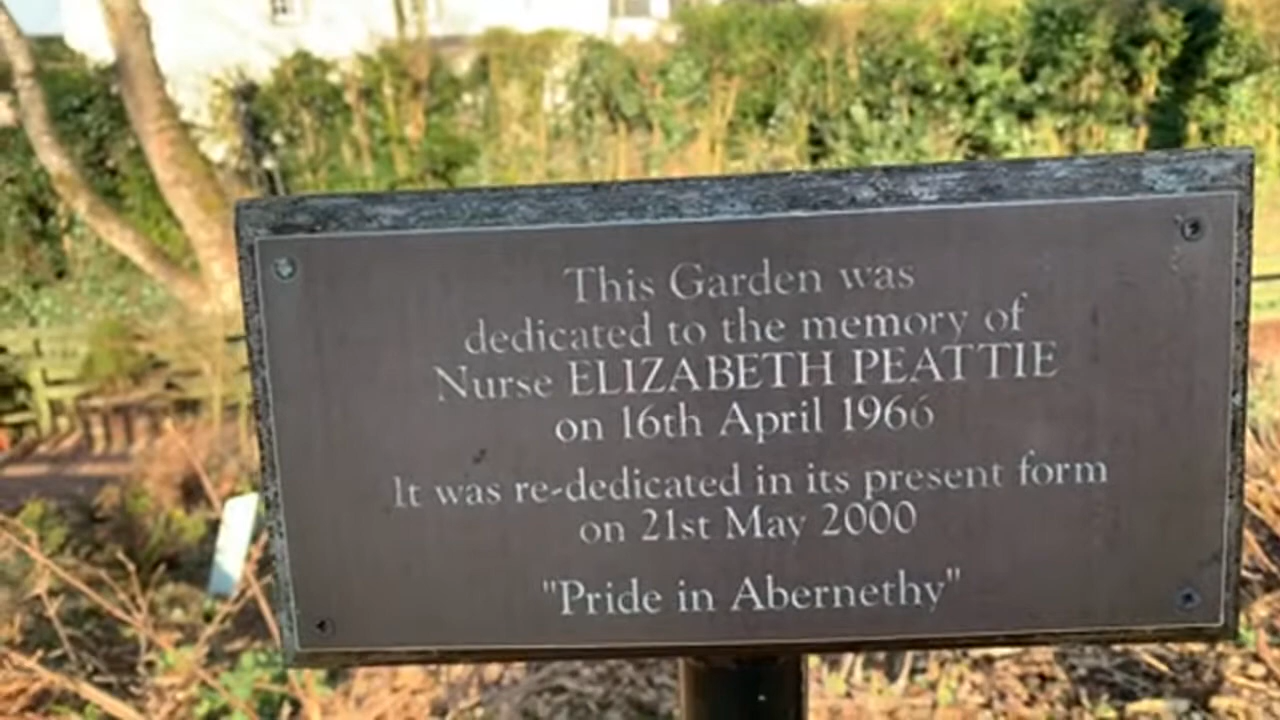 This Garden was
dedicated to the memory of
Nurse ELIZABETH PEATTIE
on 16th April 1966
It was re-dedicated in its present form
on 21st May 2000
"Pride in Abernethy"